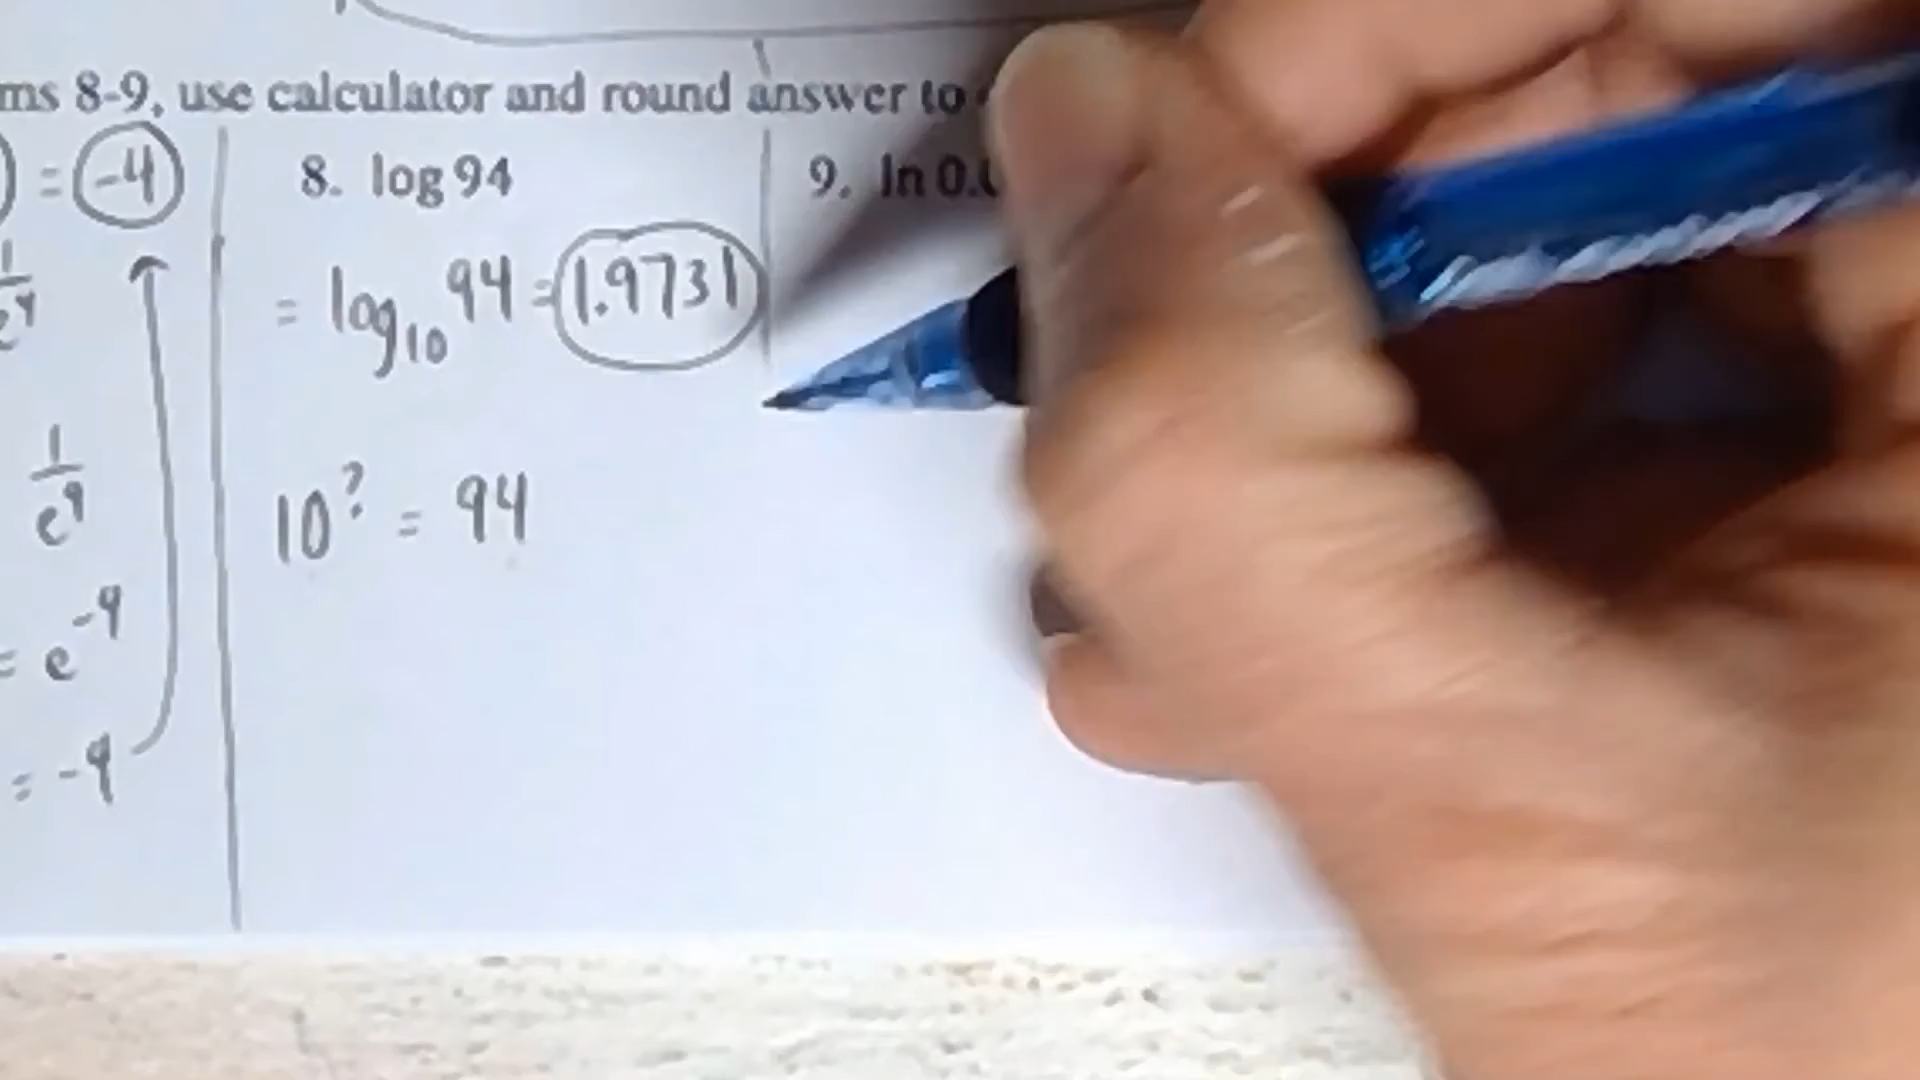 ms 8-9, use calculator and round answer to
) = -4
8. log 94
9. ln 0.
= log10 94 = 1.9731
1
e4
1
e4
10? = 94
= e-4
= -4